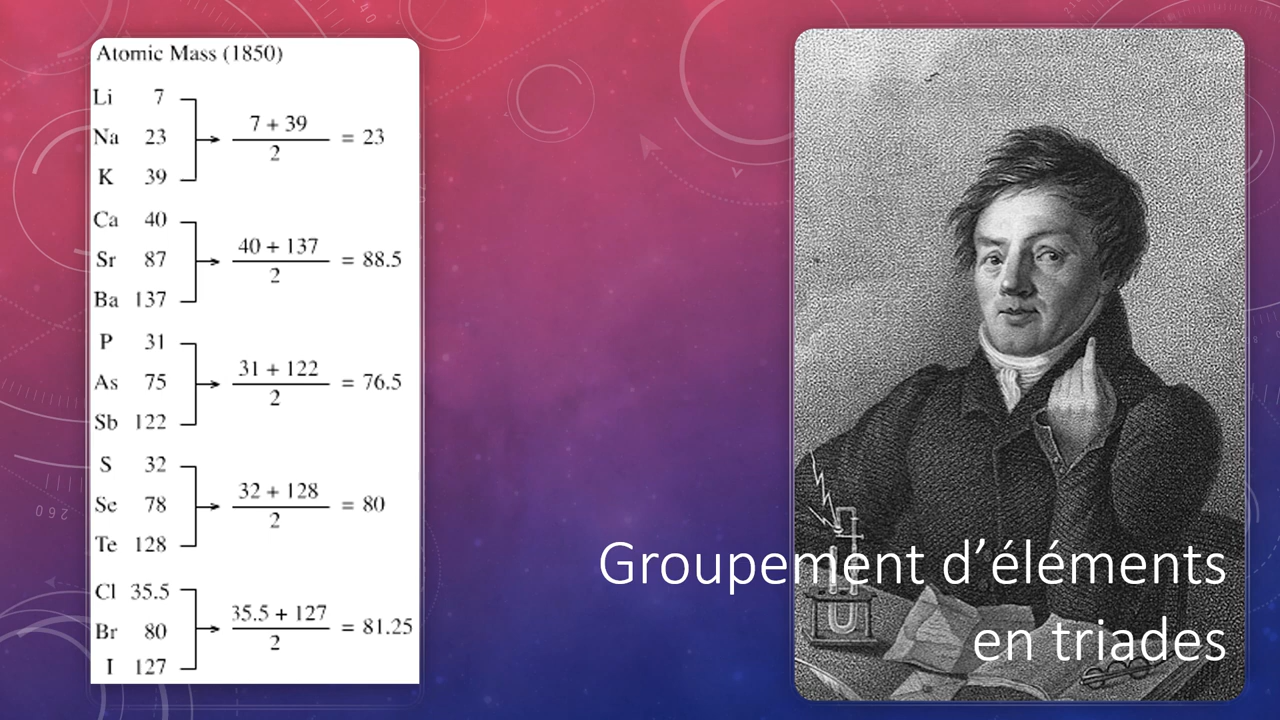 Atomic Mass (1850)
Li 7
7 + 39
Na 23
= 23
2
K 39
Ca 40
40 + 137
Sr 87
= 88.5
2
Ba 137
P 31
31 + 122
As 75
= 76.5
2
Sb 122
S 32
32 + 128
Se 78
= 80
2
Te 128
Cl 35.5
35.5 + 127
Br 80
= 81.25
2
I 127
Groupement d’éléments
en triades
260